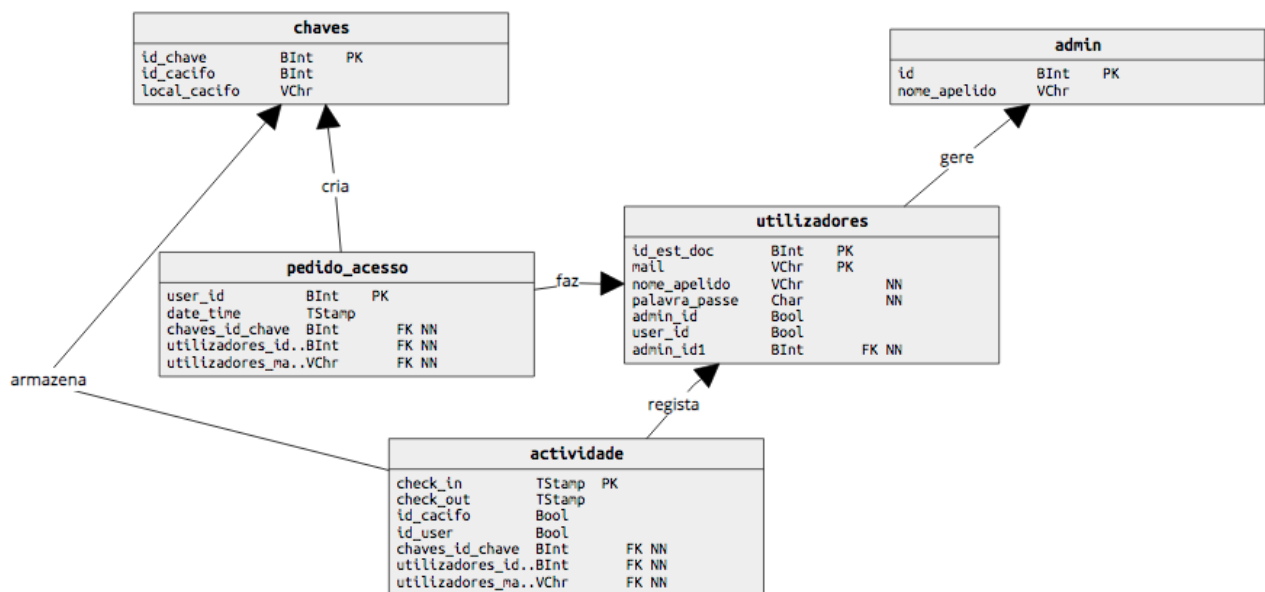 chaves
id_chave BInt PK
id_cacifo BInt
local_cacifo VChr
admin
id BInt PK
nome_apelido VChr
gere
cria
utilizadores
id_est_doc BInt PK
mail VChr PK
nome_apelido VChr NN
palavra_passe Char NN
admin_id Bool
user_id Bool
admin_id1 BInt FK NN
pedido_acesso
user_id BInt PK
date_time TStamp
chaves_id_chave BInt FK NN
utilizadores_id..BInt FK NN
utilizadores_ma..VChr FK NN
faz
armazena
regista
actividade
check_in TStamp PK
check_out TStamp
id_cacifo Bool
id_user Bool
chaves_id_chave BInt FK NN
utilizadores_id..BInt FK NN
utilizadores_ma..VChr FK NN